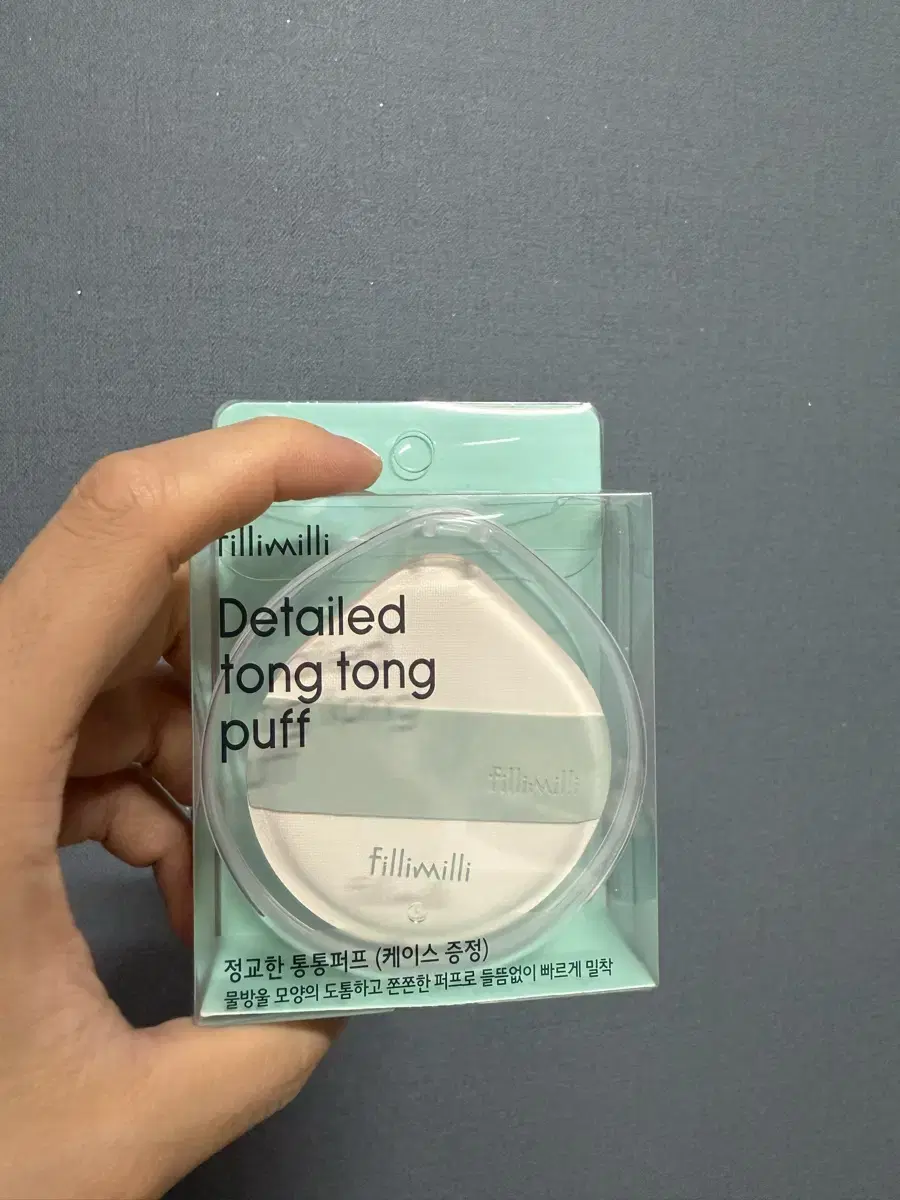 fillimilli
Detailed
tong tong
puff
fillimilli
fillimilli
정교한 통통퍼프 (케이스 증정)
물방울 모양의 도톰하고 쫀쫀한 퍼프로 들뜸없이 빠르게 밀착